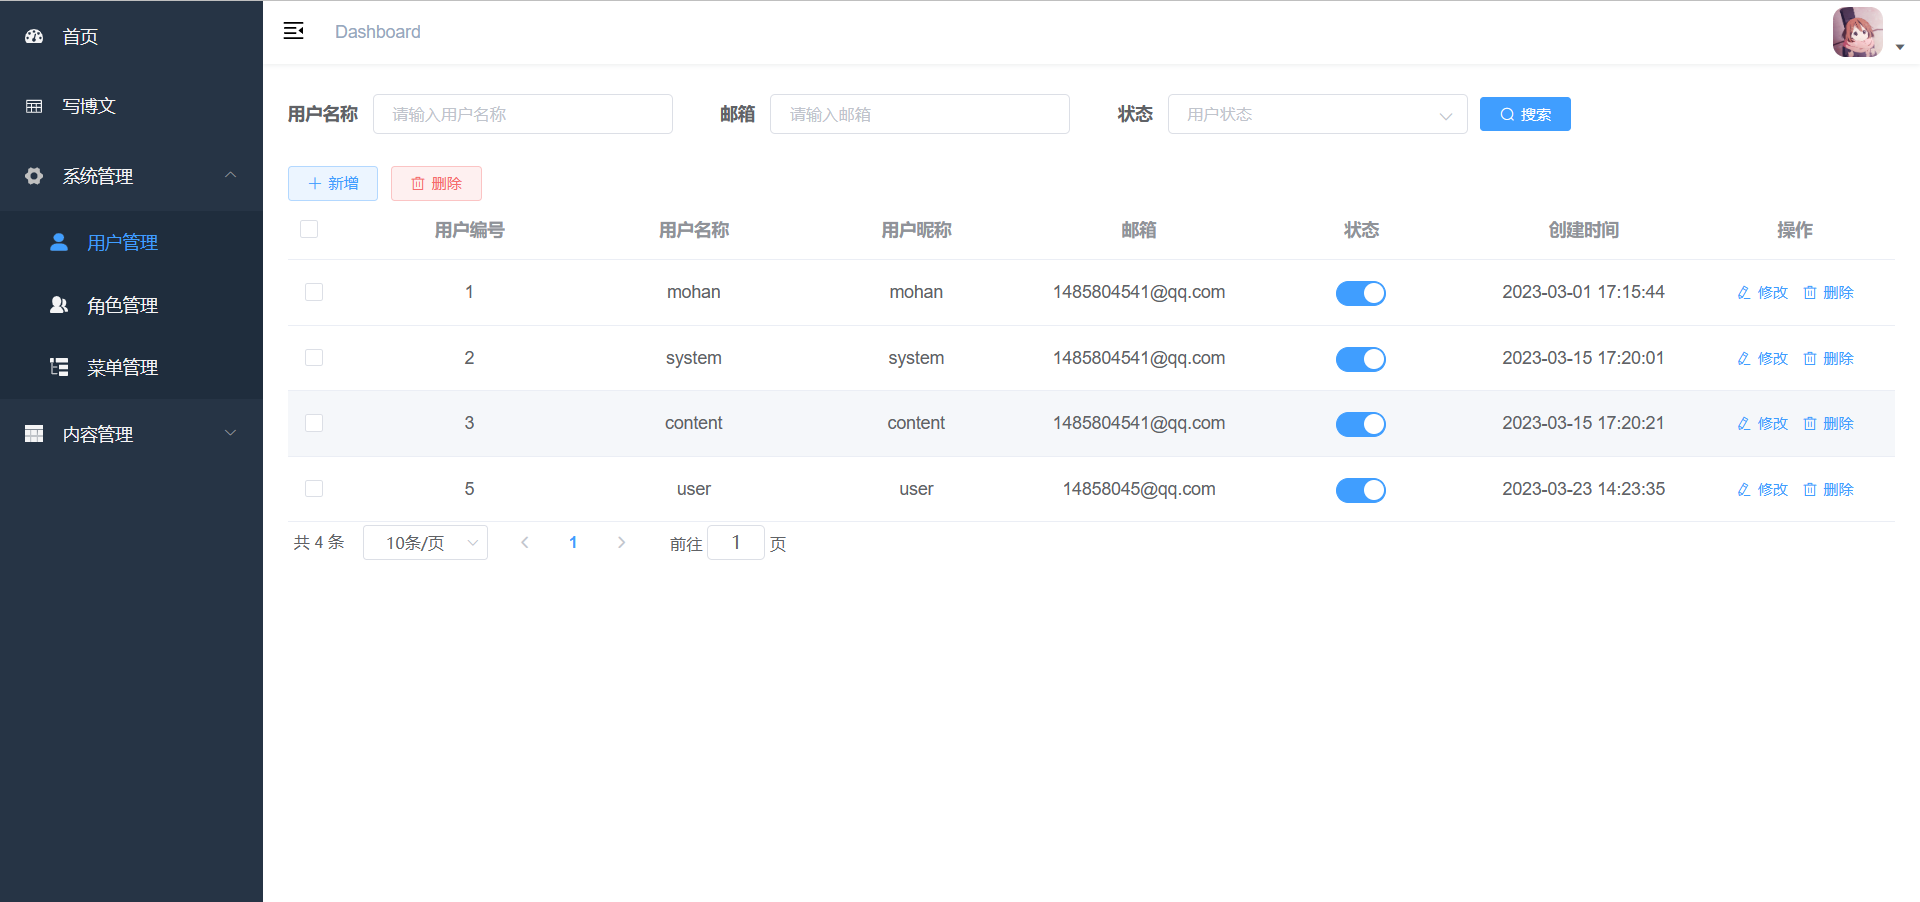 首页
写博文
系统管理
用户管理
角色管理
菜单管理
内容管理
Dashboard
用户名称 请输入用户名称 邮箱 请输入邮箱 状态 用户状态 搜索
新增 删除
用户编号 用户名称 用户昵称 邮箱 状态 创建时间 操作
1 mohan mohan 1485804541@qq.com 2023-03-01 17:15:44 修改 删除
2 system system 1485804541@qq.com 2023-03-15 17:20:01 修改 删除
3 content content 1485804541@qq.com 2023-03-15 17:20:21 修改 删除
5 user user 14858045@qq.com 2023-03-23 14:23:35 修改 删除
共 4 条 10条/页 1 前往 1 页